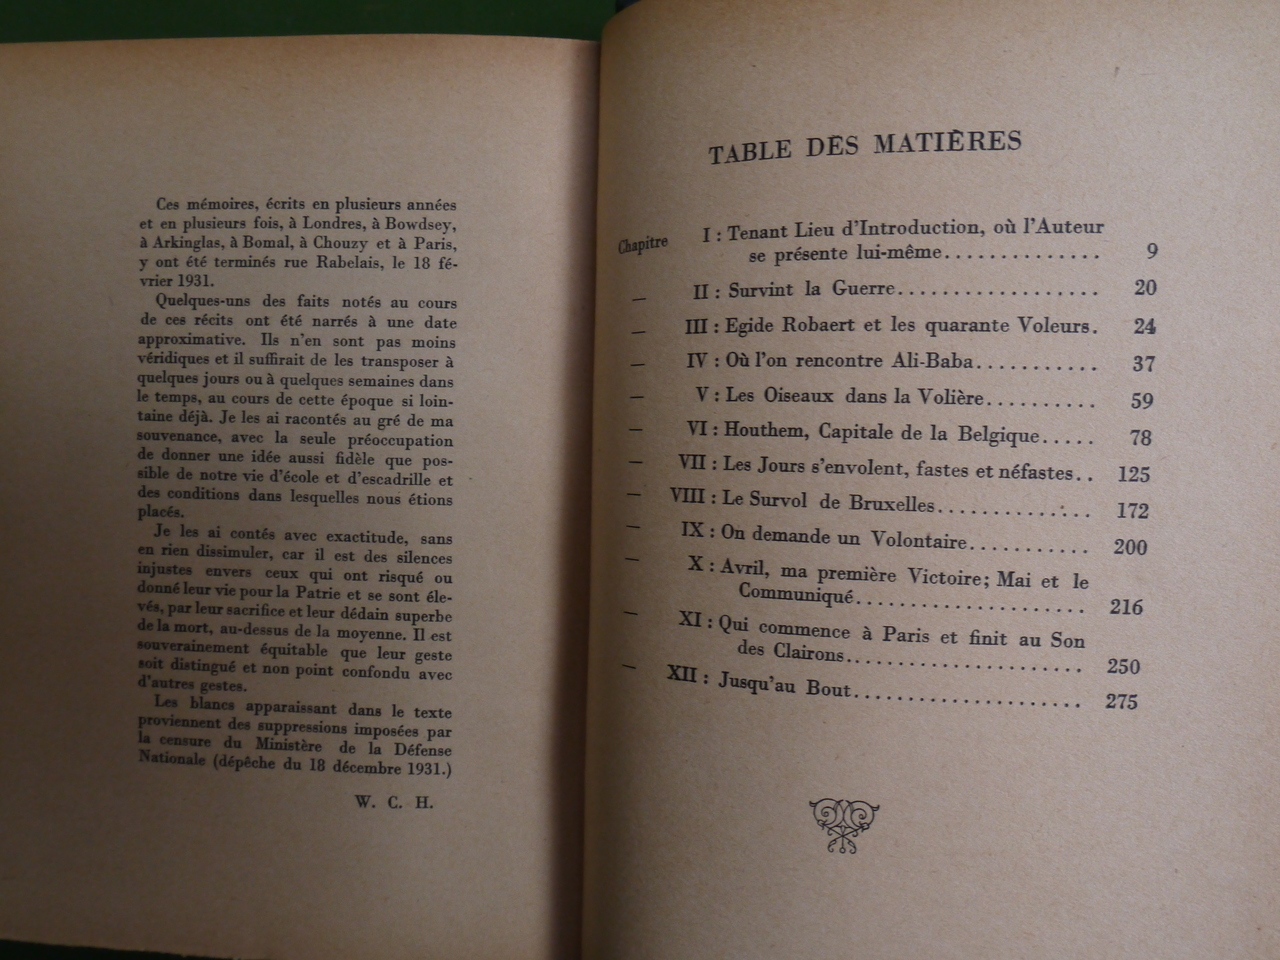 Ces mémoires, écrits en plusieurs années
et en plusieurs fois, à Londres, à Bowdsey,
à Arkinglas, à Bomal, à Chouzy et à Paris,
y ont été terminés rue Rabelais, le 18 fé-
vrier 1931.
Quelques-uns des faits notés au cours
de ces récits ont été narrés à une date
approximative. Ils n'en sont pas moins
véridiques et il suffirait de les transposer à
quelques jours ou à quelques semaines dans
le temps, au cours de cette époque si loin-
taine déjà. Je les ai racontés au gré de ma
souvenance, avec la seule préoccupation
de donner une idée aussi fidèle que pos-
sible de notre vie d'école et d'escadrille et
des conditions dans lesquelles nous étions
placés.
Je les ai contés avec exactitude, sans
en rien dissimuler, car il est des silences
injustes envers ceux qui ont risqué ou
donné leur vie pour la Patrie et se sont éle-
vés, par leur sacrifice et leur dédain superbe
de la mort, au-dessus de la moyenne. Il est
souverainement équitable que leur geste
soit distingué et non point confondu avec
d'autres gestes.
Les blancs apparaissant dans le texte
proviennent des suppressions imposées par
la censure du Ministère de la Défense
Nationale (dépêche du 18 décembre 1931.)
W. C. H.
TABLE DES MATIÈRES
Chapitre I : Tenant Lieu d'Introduction, où l'Auteur
se présente lui-même.............. 9
— II : Survint la Guerre.................. 20
— III : Egide Robaert et les quarante Voleurs. 24
— IV : Où l'on rencontre Ali-Baba........... 37
— V : Les Oiseaux dans la Volière.......... 59
— VI : Houthem, Capitale de la Belgique..... 78
— VII : Les Jours s'envolent, fastes et néfastes.. 125
— VIII : Le Survol de Bruxelles.............. 172
— IX : On demande un Volontaire........... 200
— X : Avril, ma première Victoire; Mai et le
Communiqué..................... 216
— XI : Qui commence à Paris et finit au Son
des Clairons...................... 250
— XII : Jusqu'au Bout..................... 275